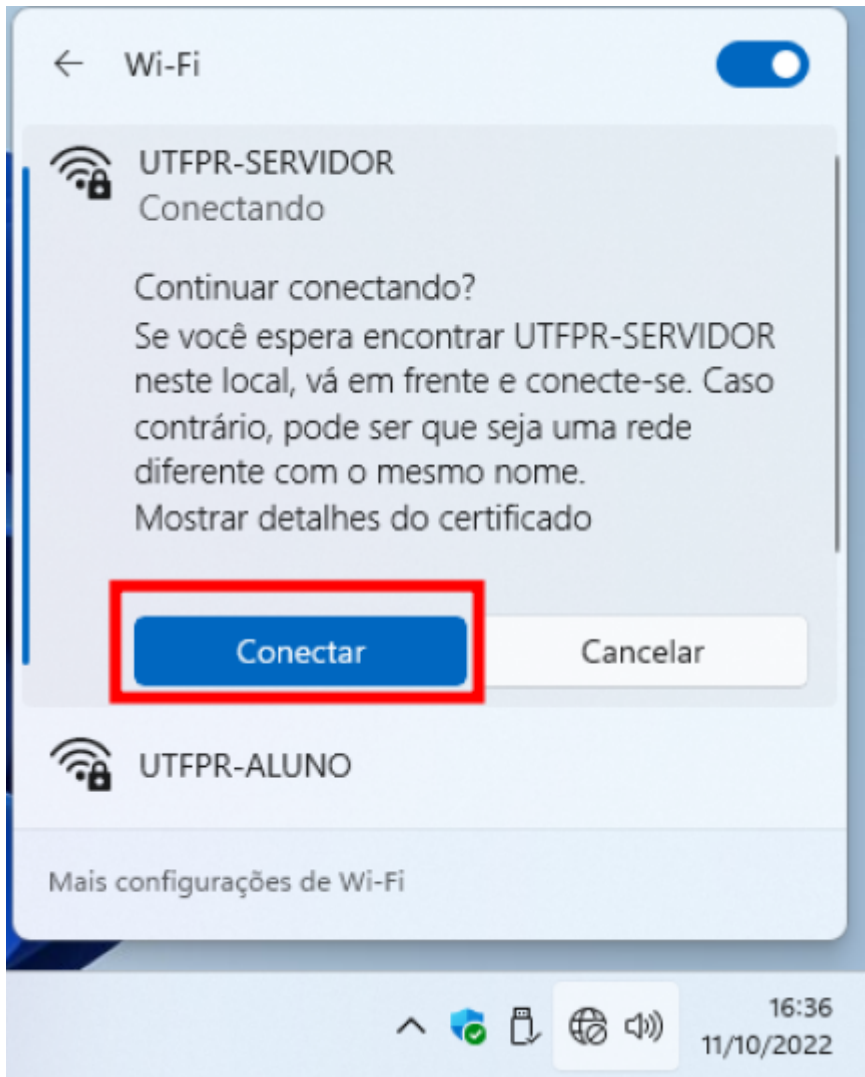 Wi-Fi
UTFPR-SERVIDOR
Conectando
Continuar conectando?
Se você espera encontrar UTFPR-SERVIDOR
neste local, vá em frente e conecte-se. Caso
contrário, pode ser que seja uma rede
diferente com o mesmo nome.
Mostrar detalhes do certificado
Conectar
Cancelar
UTFPR-ALUNO
Mais configurações de Wi-Fi
16:36
11/10/2022